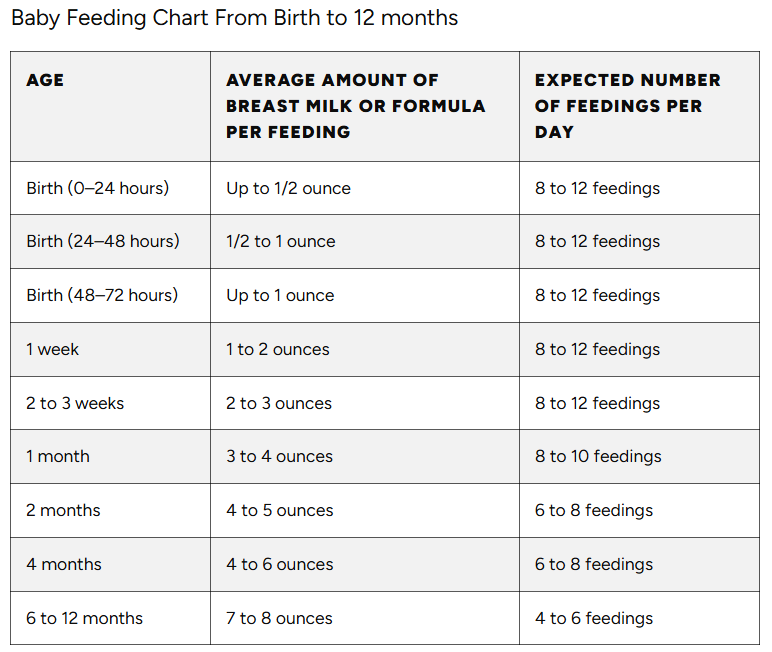 Baby Feeding Chart From Birth to 12 months
AGE
AVERAGE AMOUNT OF
BREAST MILK OR FORMULA
PER FEEDING
EXPECTED NUMBER
OF FEEDINGS PER
DAY
Birth (0–24 hours) Up to 1/2 ounce 8 to 12 feedings
Birth (24–48 hours) 1/2 to 1 ounce 8 to 12 feedings
Birth (48–72 hours) Up to 1 ounce 8 to 12 feedings
1 week 1 to 2 ounces 8 to 12 feedings
2 to 3 weeks 2 to 3 ounces 8 to 12 feedings
1 month 3 to 4 ounces 8 to 10 feedings
2 months 4 to 5 ounces 6 to 8 feedings
4 months 4 to 6 ounces 6 to 8 feedings
6 to 12 months 7 to 8 ounces 4 to 6 feedings